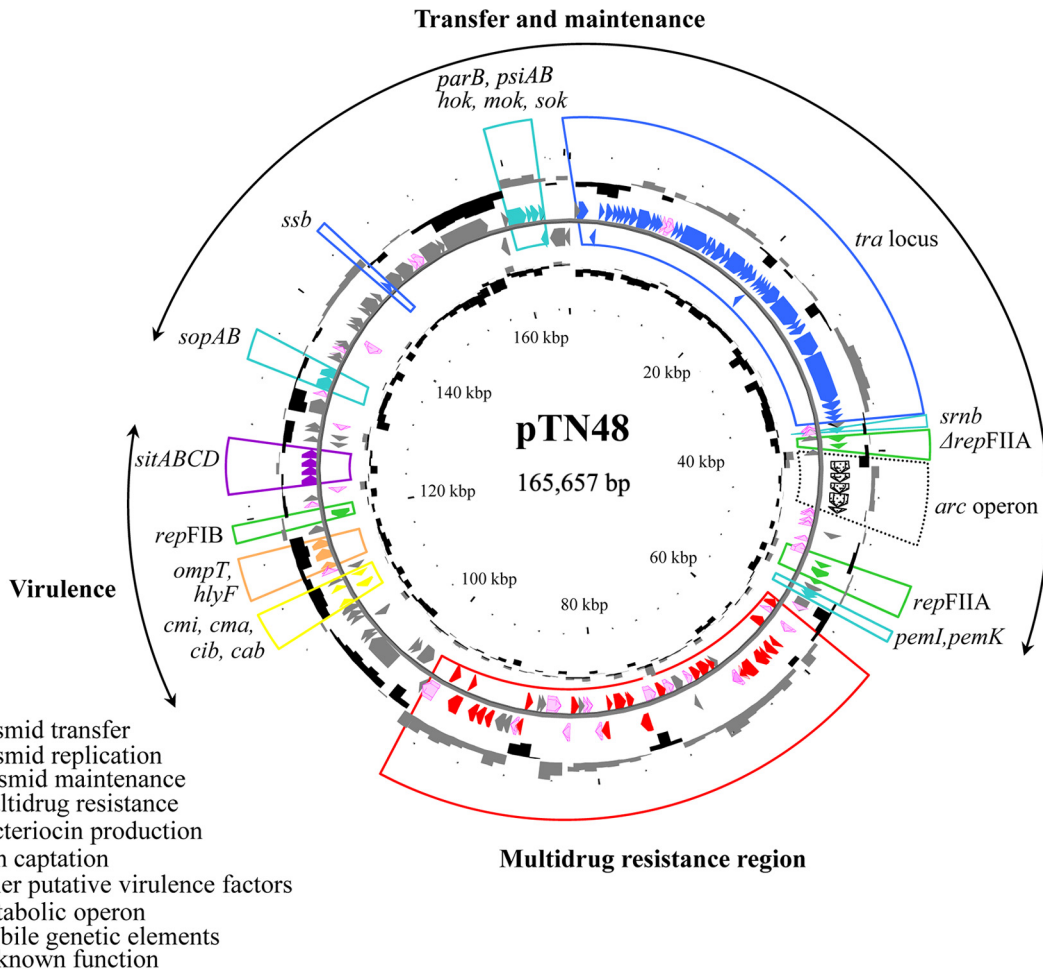 Transfer and maintenance
parB, psiAB
hok, mok, sok
ssb
tra locus
sopAB
160 kbp
20 kbp
140 kbp
srnb
ΔrepFIIA
pTN48
165,657 bp
sitABCD
40 kbp
120 kbp
arc operon
repFIB
60 kbp
ompT,
hlyF
100 kbp
80 kbp
Virulence
repFIIA
cmi, cma,
cib, cab
pemI,pemK
smid transfer
smid replication
smid maintenance
ltidrug resistance
cteriocin production
n captation
er putative virulence factors
tabolic operon
bile genetic elements
known function
Multidrug resistance region